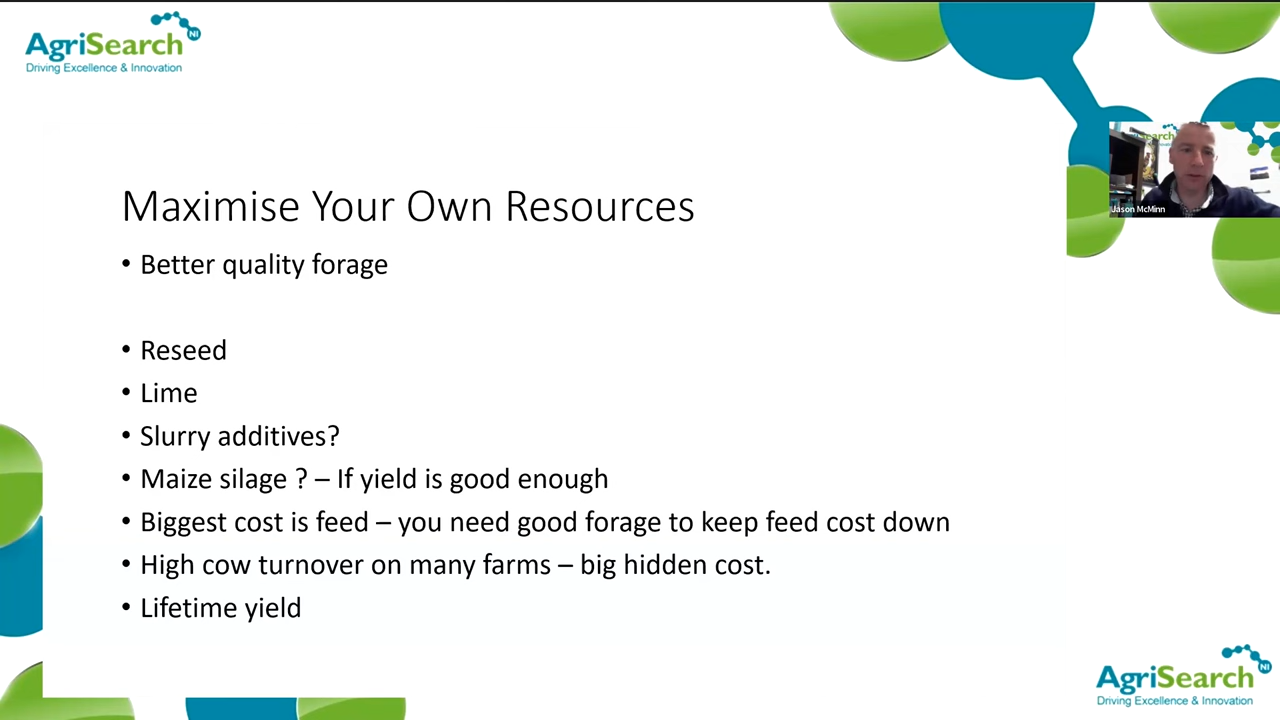 AgriSearch NI
Driving Excellence & Innovation
Search
Jason McMinn
Maximise Your Own Resources
• Better quality forage
• Reseed
• Lime
• Slurry additives?
• Maize silage ? – If yield is good enough
• Biggest cost is feed – you need good forage to keep feed cost down
• High cow turnover on many farms – big hidden cost.
• Lifetime yield
AgriSearch NI
Driving Excellence & Innovation